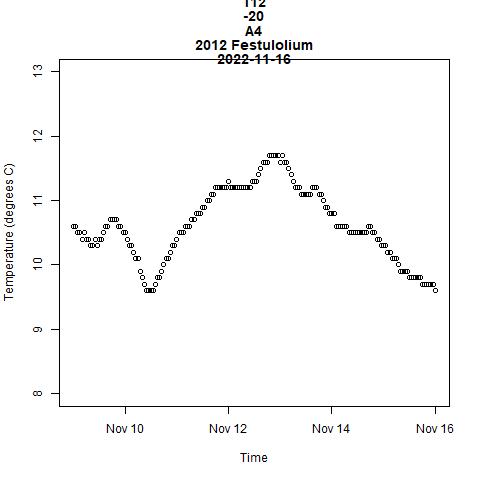 T12
-20
A4
2012 Festulolium
2022-11-16
Temperature (degrees C)
13
12
11
10
9
8
Nov 10
Nov 12
Nov 14
Nov 16
Time